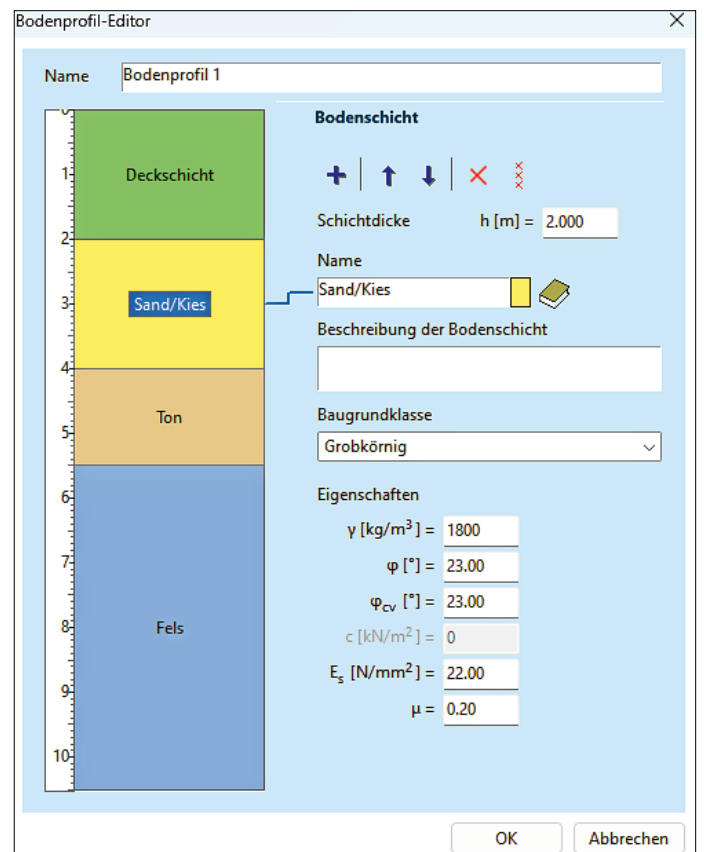 Bodenprofil-Editor
Name Bodenprofil 1
0
1
2
3
4
5
6
7
8
9
10
Deckschicht
Sand/Kies
Ton
Fels
Bodenschicht
Schichtdicke h [m] = 2.000
Name
Sand/Kies
Beschreibung der Bodenschicht
Baugrundklasse
Grobkörnig
Eigenschaften
γ [kg/m³] = 1800
φ [°] = 23.00
φcv [°] = 23.00
c [kN/m²] = 0
Es [N/mm²] = 22.00
μ = 0.20
OK Abbrechen